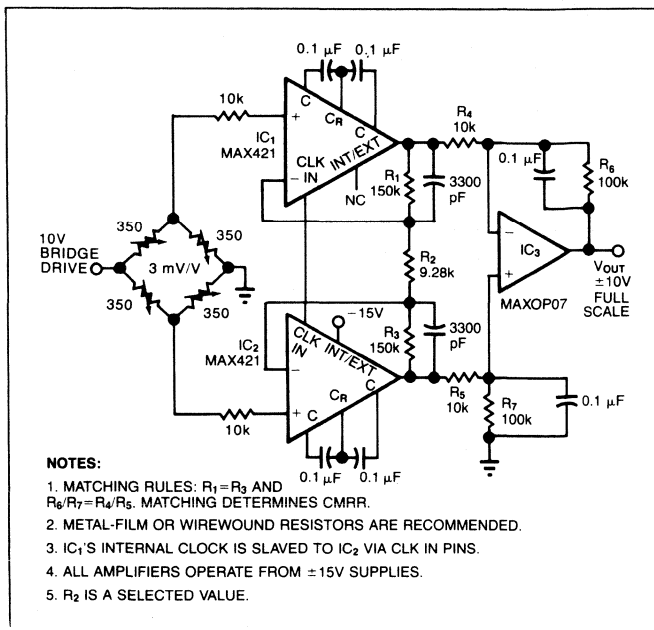 0.1 µF
0.1 µF
10k
C
C_R
C
+
IC1
MAX421
CLK
IN
INT/EXT
−
NC
R1
150k
3300
pF
R4
10k
0.1 µF
R6
100k
−
IC3
+
MAXOP07
VOUT
±10V
FULL
SCALE
10V
BRIDGE
DRIVE
350
350
3 mV/V
350
350
R2
9.28k
−15V
IC2
MAX421
CLK
IN
INT/EXT
−
R3
150k
3300
pF
+
C
CR
C
10k
0.1 µF
0.1 µF
R5
10k
R7
100k
0.1 µF
NOTES:
1. MATCHING RULES: R1=R3 AND
R6/R7=R4/R5. MATCHING DETERMINES CMRR.
2. METAL-FILM OR WIREWOUND RESISTORS ARE RECOMMENDED.
3. IC1'S INTERNAL CLOCK IS SLAVED TO IC2 VIA CLK IN PINS.
4. ALL AMPLIFIERS OPERATE FROM ±15V SUPPLIES.
5. R2 IS A SELECTED VALUE.